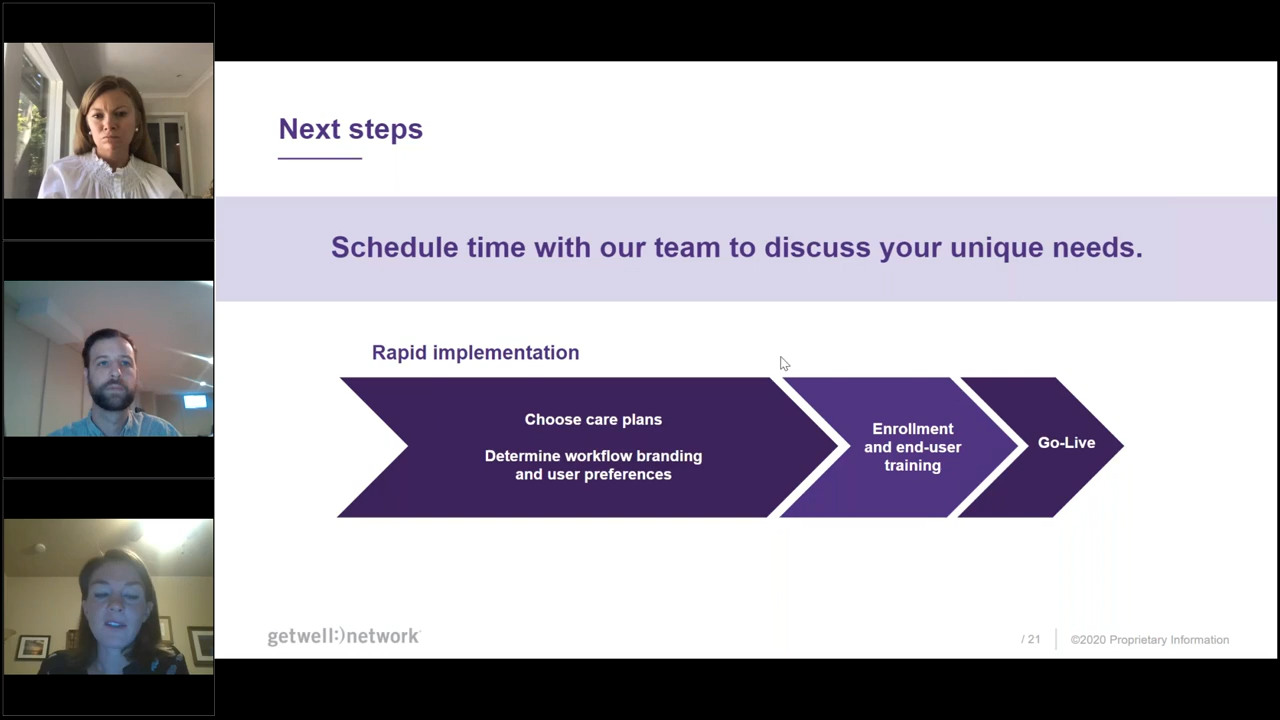 Next steps
Schedule time with our team to discuss your unique needs.
Rapid implementation
Choose care plans
Determine workflow branding
and user preferences
Enrollment
and end-user
training
Go-Live
getwell:)network
/ 21
©2020 Proprietary Information